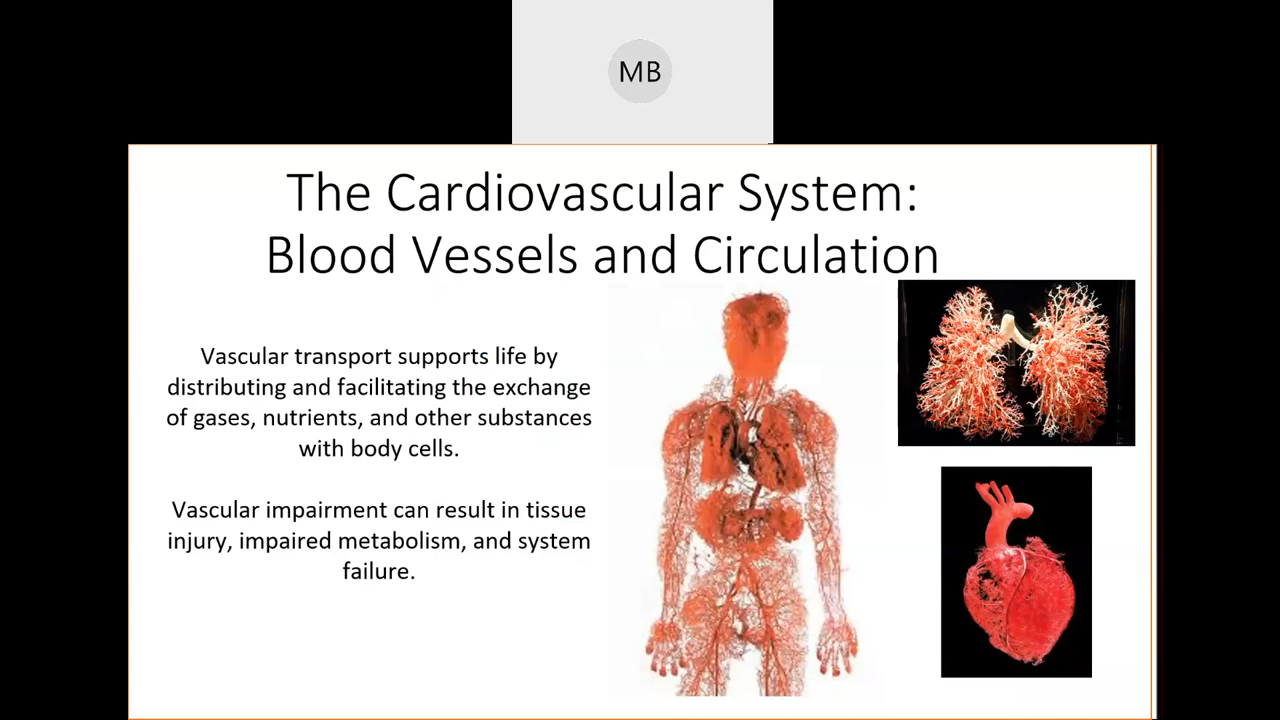 MB
The Cardiovascular System:
Blood Vessels and Circulation
Vascular transport supports life by
distributing and facilitating the exchange
of gases, nutrients, and other substances
with body cells.
Vascular impairment can result in tissue
injury, impaired metabolism, and system
failure.